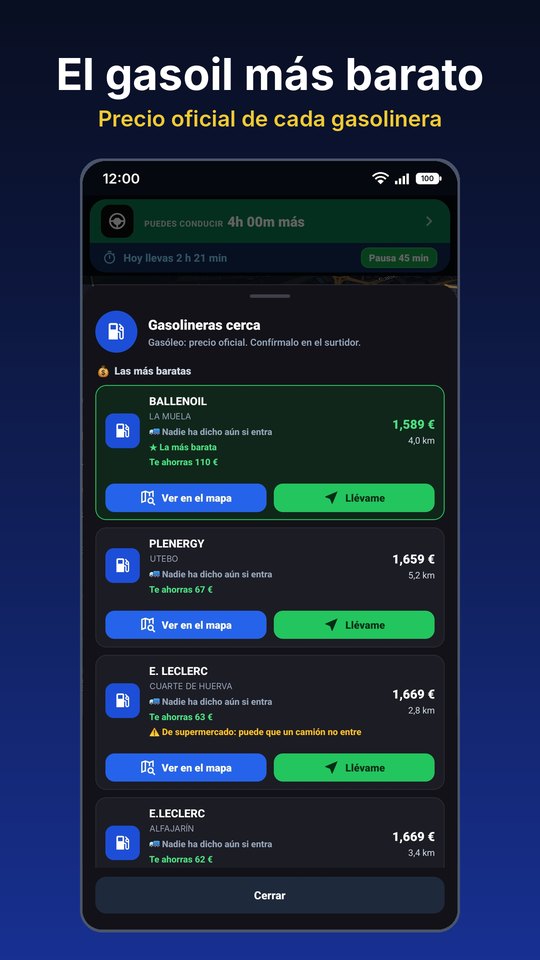 El gasoil más barato
Precio oficial de cada gasolinera
12:00
100
PUEDES CONDUCIR 4h 00m más
Hoy llevas 2 h 21 min
Pausa 45 min
Gasolineras cerca
Gasóleo: precio oficial. Confírmalo en el surtidor.
Las más baratas
BALLENOIL
LA MUELA
Nadie ha dicho aún si entra
★ La más barata
Te ahorras 110 €
1,589 €
4,0 km
Ver en el mapa
Llévame
PLENERGY
UTEBO
Nadie ha dicho aún si entra
Te ahorras 67 €
1,659 €
5,2 km
Ver en el mapa
Llévame
E. LECLERC
CUARTE DE HUERVA
Nadie ha dicho aún si entra
Te ahorras 63 €
De supermercado: puede que un camión no entre
1,669 €
2,8 km
Ver en el mapa
Llévame
E.LECLERC
ALFAJARÍN
Nadie ha dicho aún si entra
Te ahorras 62 €
1,669 €
3,4 km
Cerrar